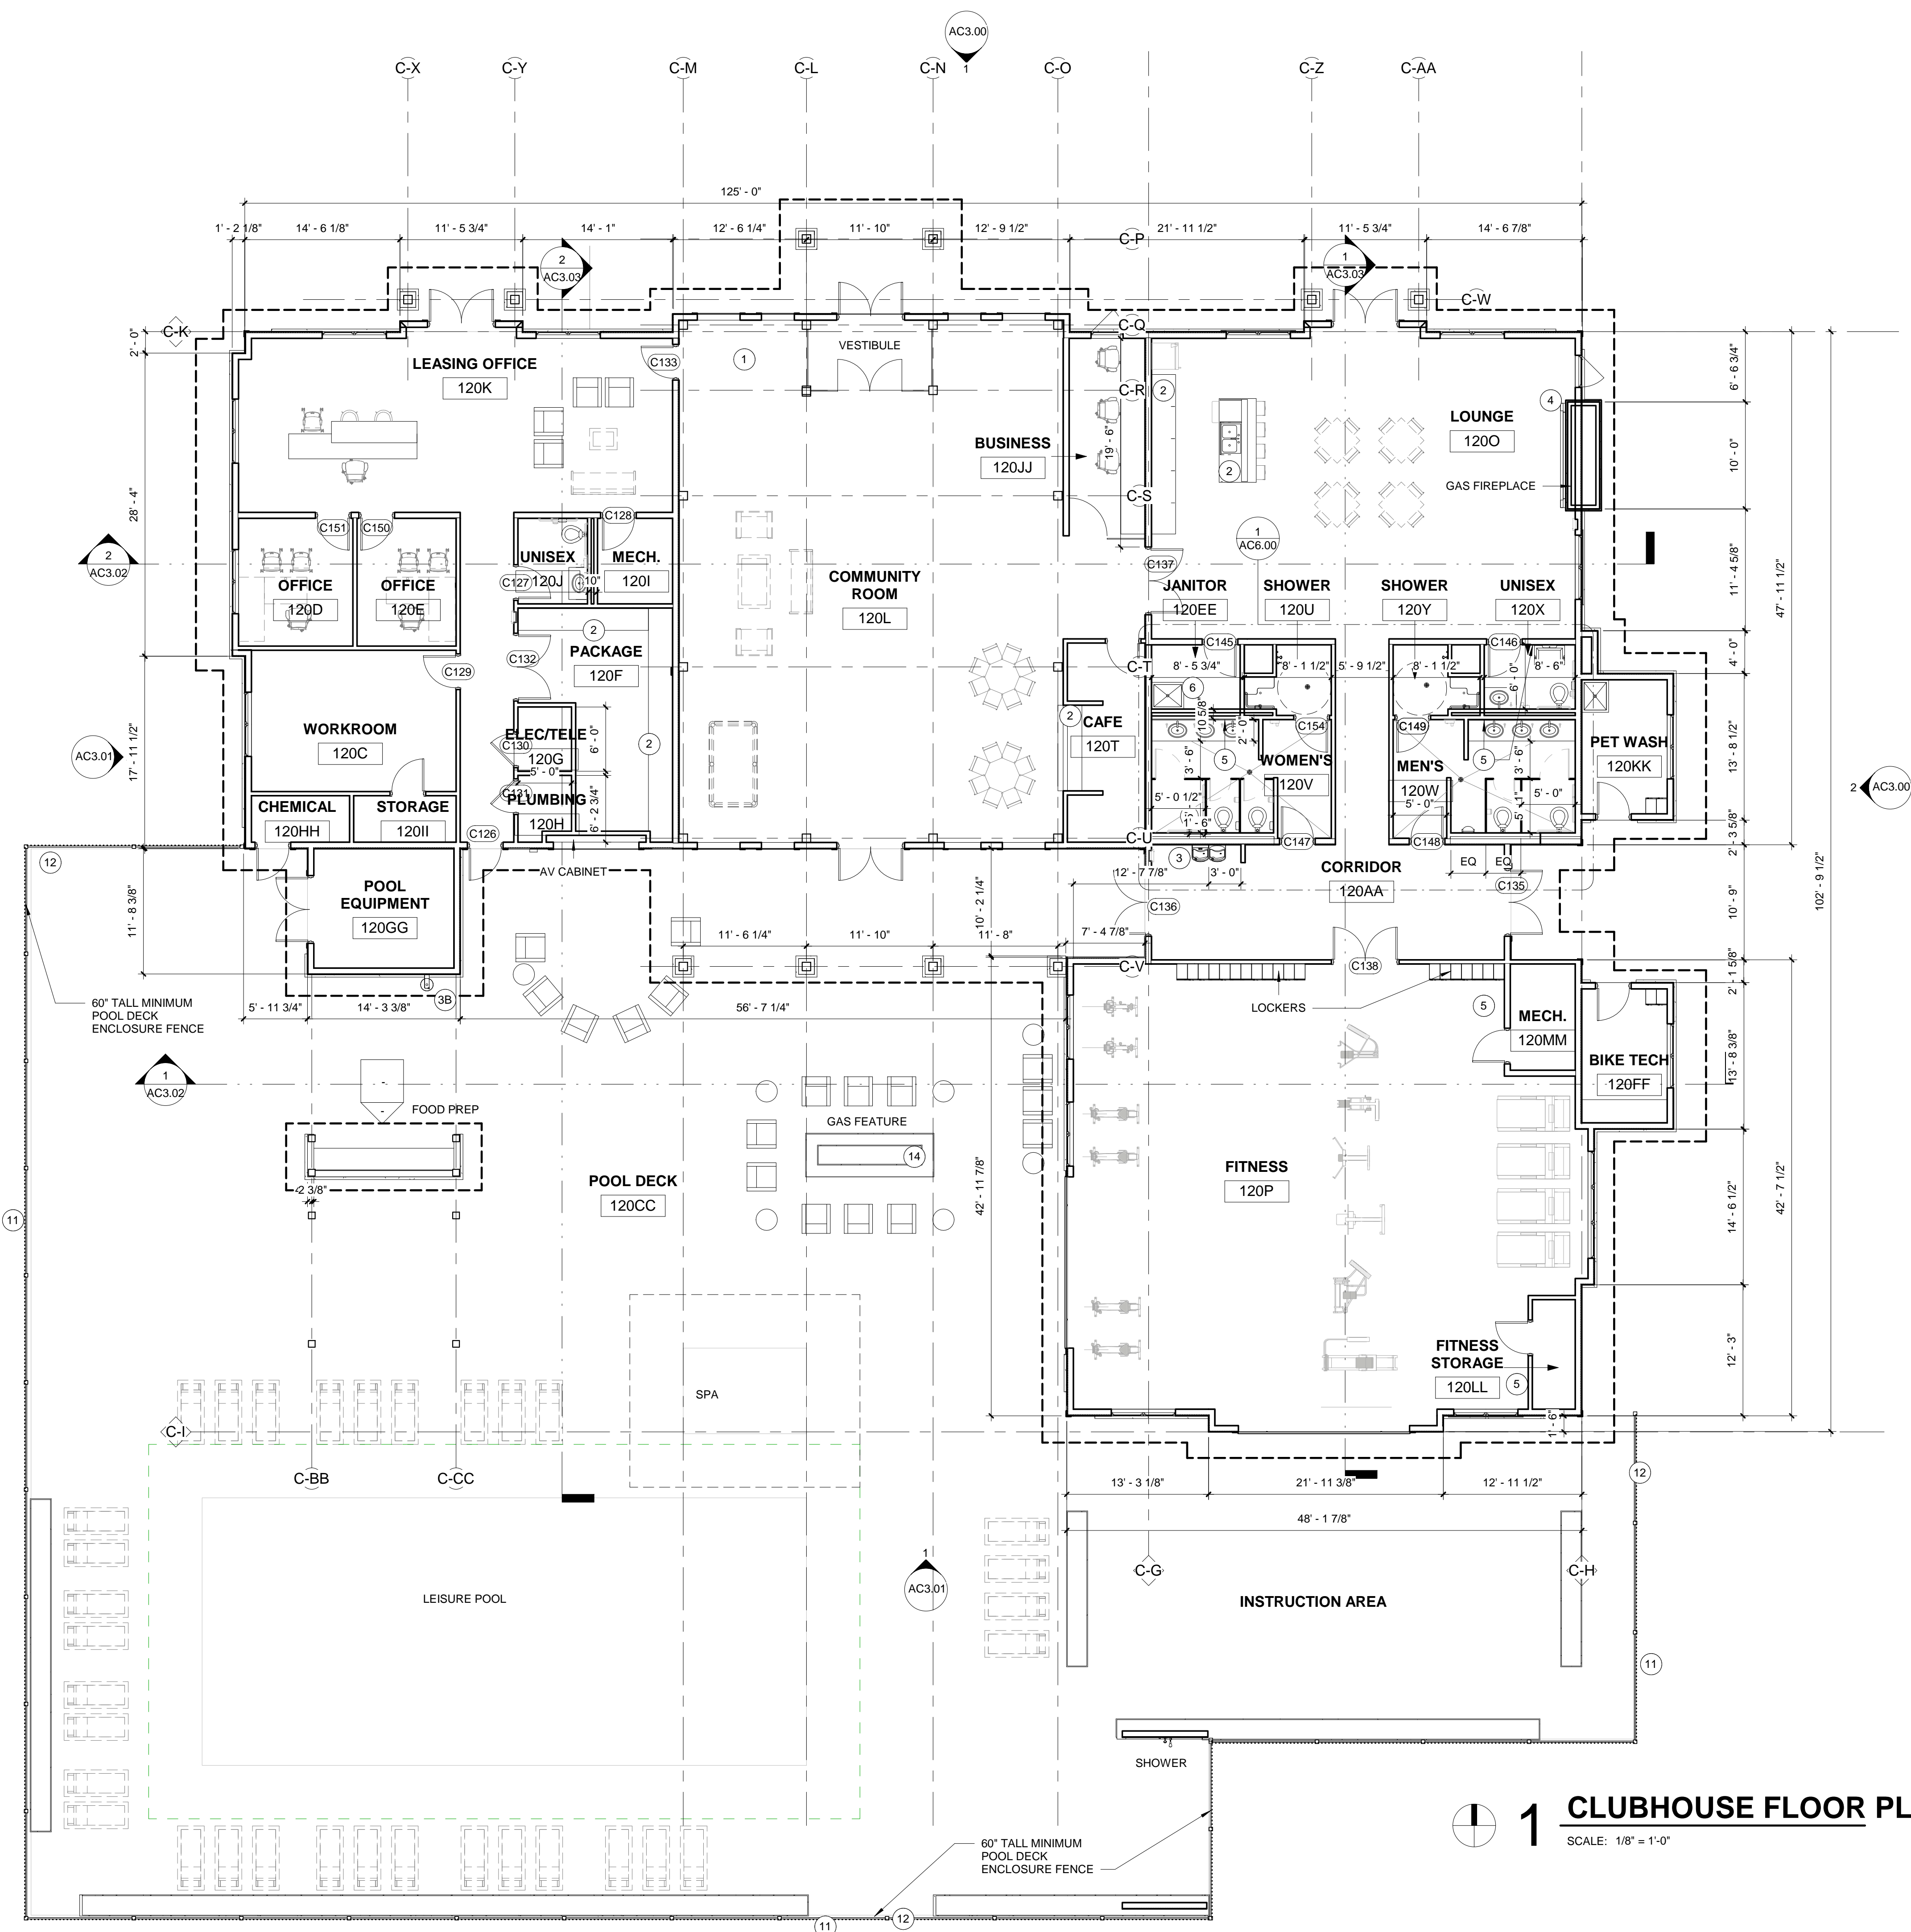 AC3.00
1
C-X
C-Y
C-M
C-L
C-N
C-O
C-Z
C-AA
125' - 0"
1' - 2 1/8"
14' - 6 1/8"
11' - 5 3/4"
14' - 1"
12' - 6 1/4"
11' - 10"
12' - 9 1/2"
C-P
21' - 11 1/2"
11' - 5 3/4"
14' - 6 7/8"
2
AC3.03
1
AC3.03
C-W
C-K
C-Q
2' - 0"
VESTIBULE
1
C133
LEASING OFFICE
120K
C-R
2
6' - 6 3/4"
4
LOUNGE
120O
BUSINESS
120JJ
19' - 6"
2
10' - 0"
GAS FIREPLACE
28' - 4"
C-S
C151
C150
C128
1
AC6.00
2
AC3.02
UNISEX
120J
C127
10"
MECH.
120I
OFFICE
120D
OFFICE
120E
COMMUNITY
ROOM
120L
C137
JANITOR
120EE
SHOWER
120U
SHOWER
120Y
UNISEX
120X
11' - 4 5/8"
47' - 11 1/2"
2
PACKAGE
120F
C132
C129
C145
C146
C-T
8' - 5 3/4"
8' - 1 1/2"
5' - 9 1/2"
8' - 1 1/2"
8' - 6"
6' - 0"
4' - 0"
6
10 5/8"
2' - 0"
C154
C149
2
CAFE
120T
WORKROOM
120C
AC3.01
17' - 11 1/2"
ELEC/TELE
120G
C130
6' - 0"
2
5' - 0"
3' - 6"
5
WOMEN'S
120V
MEN'S
120W
5
3' - 6"
PET WASH
120KK
13' - 8 1/2"
C131
PLUMBING
120H
6' - 2 3/4"
5' - 0 1/2"
1' - 6"
5' - 0"
5' - 1"
5' - 0"
CHEMICAL
120HH
STORAGE
120II
C126
C-U
C147
C148
2' - 3 5/8"
2
AC3.00
12
AV CABINET
3
EQ
EQ
CORRIDOR
120AA
12' - 7 7/8"
3' - 0"
C135
C136
102' - 9 1/2"
POOL
EQUIPMENT
120GG
11' - 8 3/8"
10' - 2 1/4"
10' - 9"
11' - 6 1/4"
11' - 10"
11' - 8"
7' - 4 7/8"
C-V
C138
2' - 1 5/8"
3B
60" TALL MINIMUM
POOL DECK
ENCLOSURE FENCE
5' - 11 3/4"
14' - 3 3/8"
56' - 7 1/4"
LOCKERS
5
MECH.
120MM
BIKE TECH
120FF
13' - 8 3/8"
1
AC3.02
-
-
FOOD PREP
GAS FEATURE
14
2 3/8"
POOL DECK
120CC
11
42' - 11 7/8"
FITNESS
120P
14' - 6 1/2"
42' - 7 1/2"
SPA
FITNESS
STORAGE
120LL
5
12' - 3"
1' - 6"
C-I
C-BB
C-CC
12
13' - 3 1/8"
21' - 11 3/8"
12' - 11 1/2"
48' - 1 7/8"
C-G
C-H
1
AC3.01
LEISURE POOL
INSTRUCTION AREA
11
SHOWER
60" TALL MINIMUM
POOL DECK
ENCLOSURE FENCE
11
12
1
CLUBHOUSE FLOOR PL
SCALE: 1/8" = 1'-0"